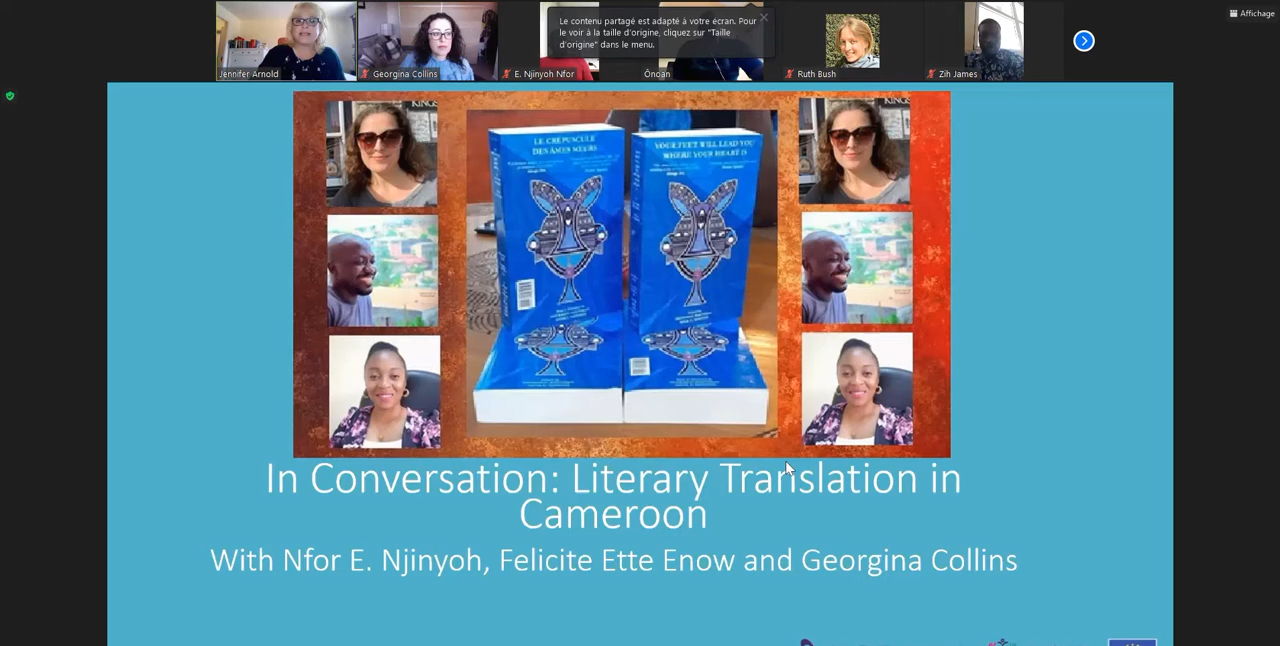 Le contenu partagé est adapté à votre écran. Pour
le voir à la taille d'origine, cliquez sur "Taille
d'origine" dans le menu.
Affichage
Jennifer Arnold
Georgina Collins
E. Njinyoh Nfor
Ruth Bush
Zih James
KINGS
LE CRÉPUSCULE
DES ÂMES SŒURS
YOUR FEET WILL LEAD YOU
WHERE YOUR HEART IS
In Conversation: Literary Translation in
Cameroon
With Nfor E. Njinyoh, Felicite Ette Enow and Georgina Collins